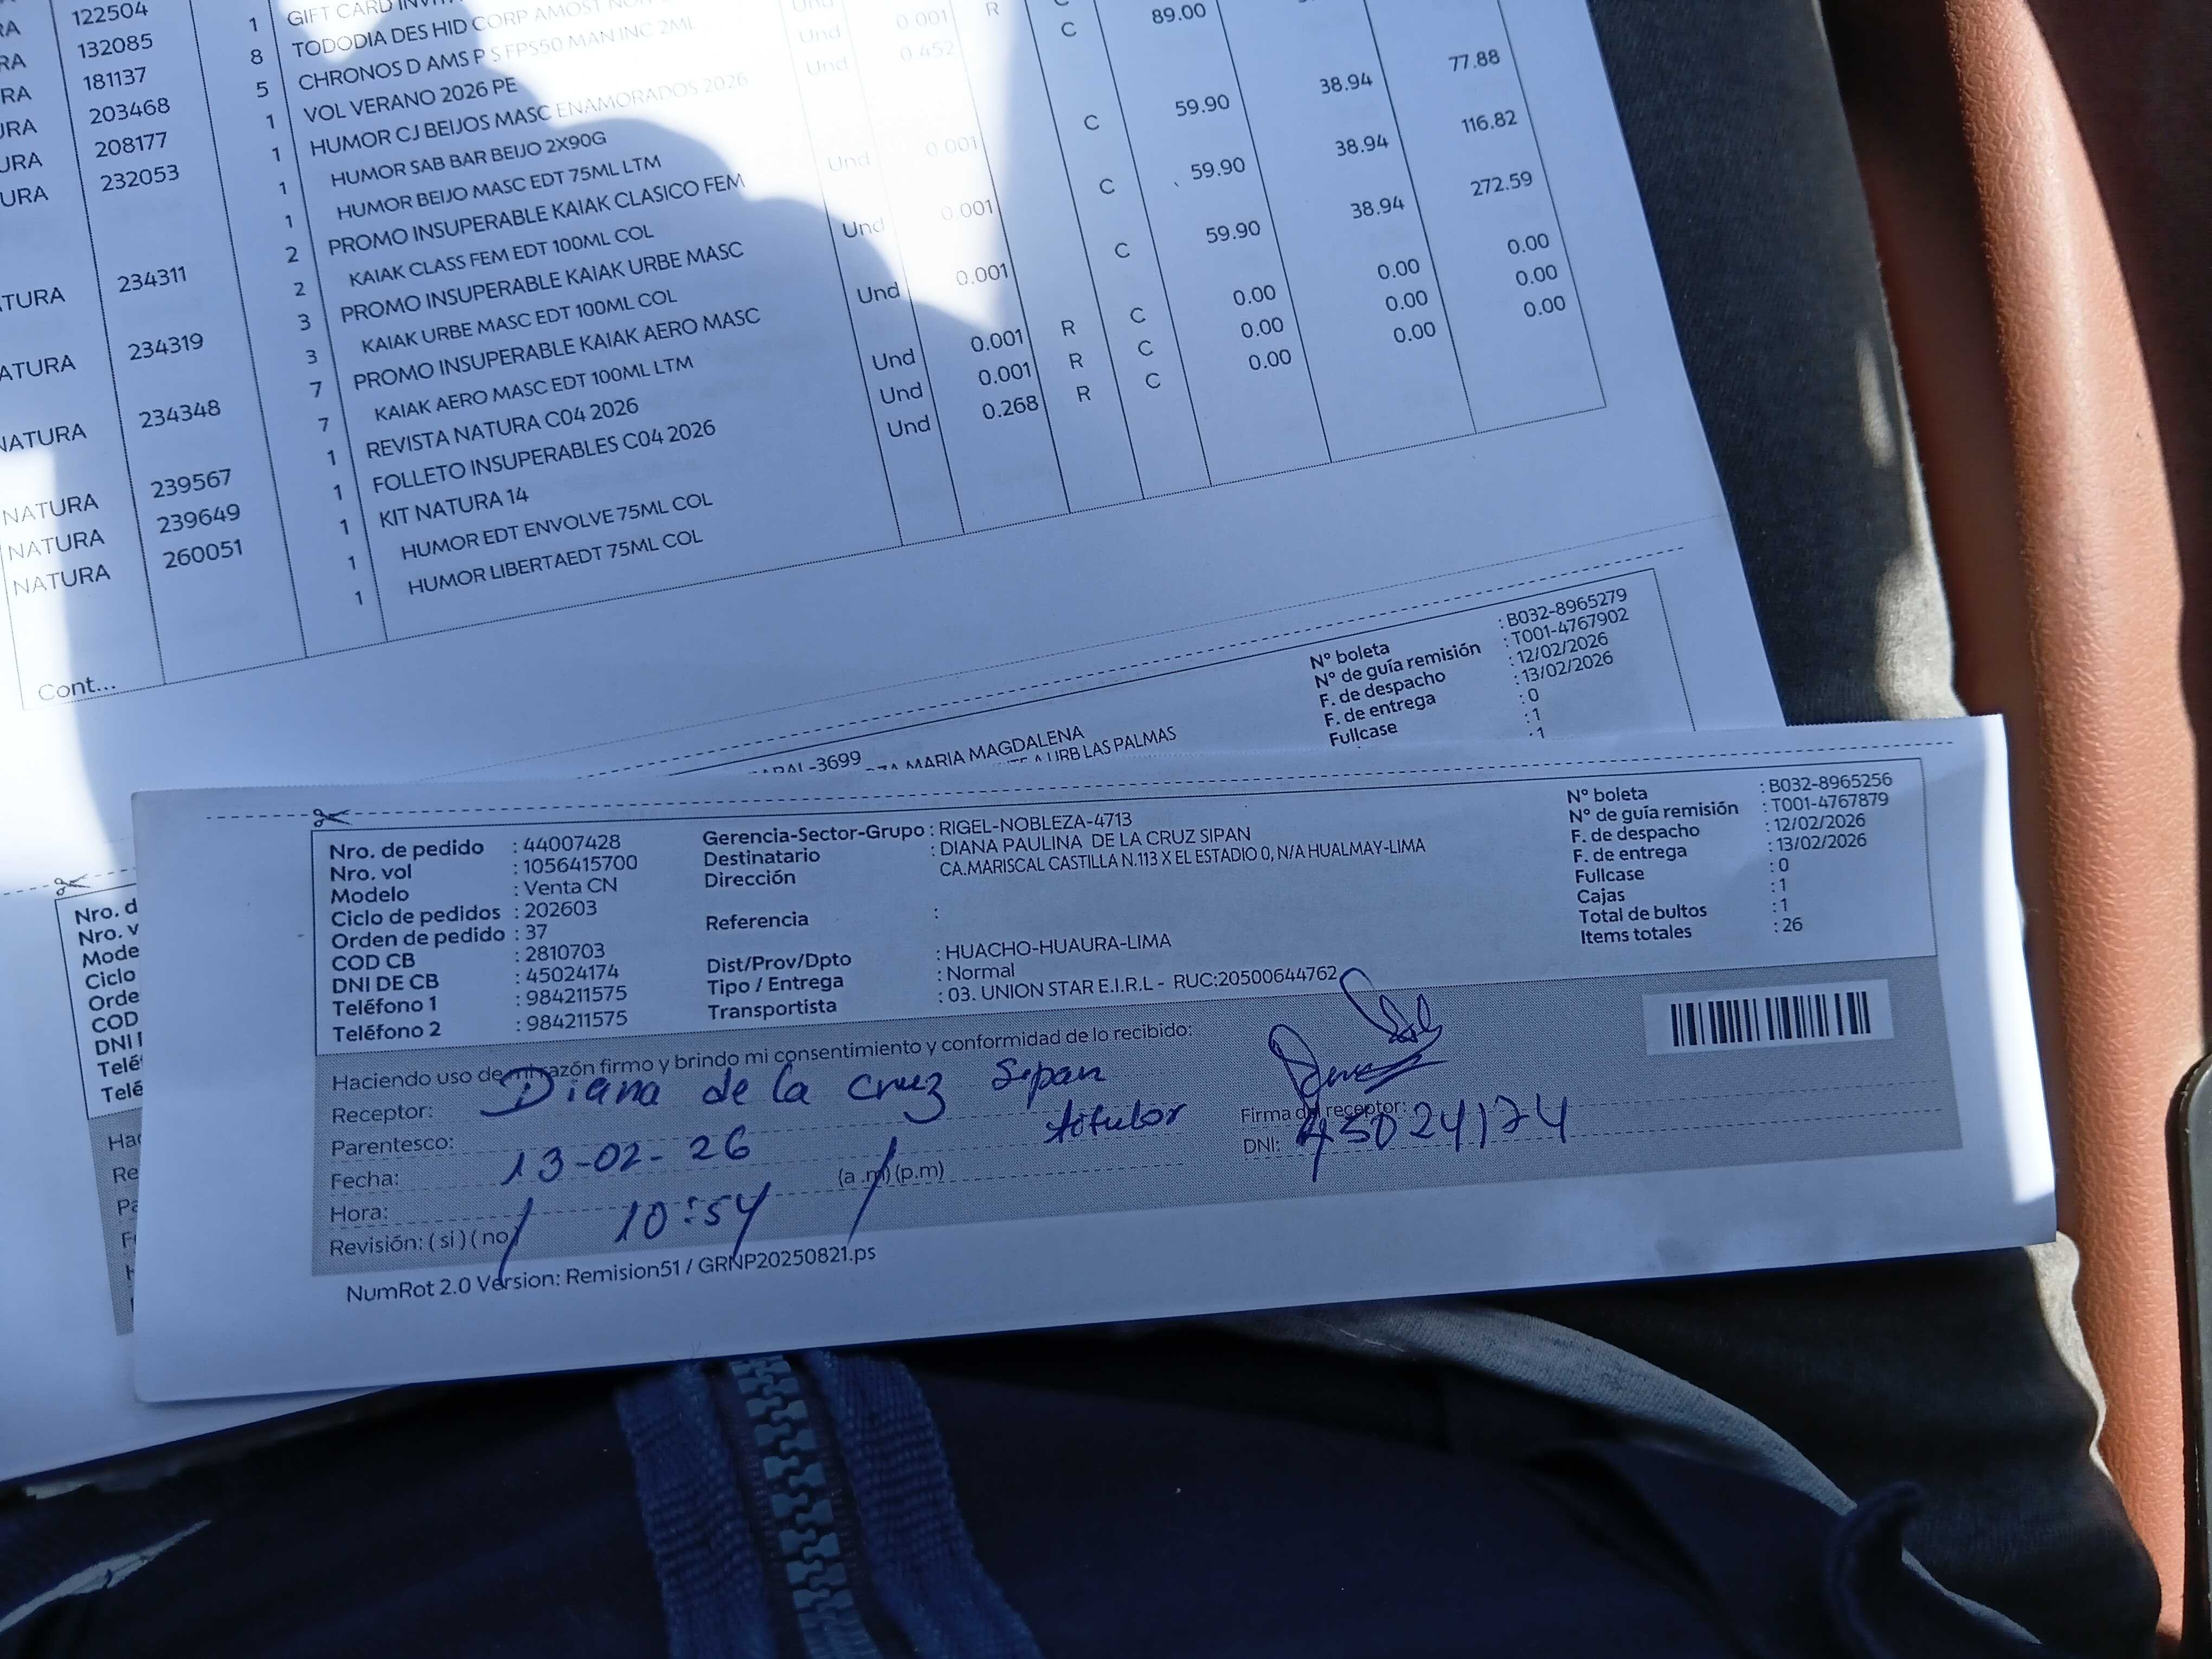 RA 122504 1 GIFT CARD
RA 132085 8 TODODIA DES HID CORP AMOST Und 0.001 R C 89.00
RA 181137 5 CHRONOS D AMS P S FPS50 MAN INC 2ML Und 0.452 C
URA 203468 1 VOL VERANO 2026 PE
URA 208177 1 HUMOR CJ BEIJOS MASC ENAMORADOS 2026
URA 232053 1 HUMOR SAB BAR BEIJO 2X90G
1 HUMOR BEIJO MASC EDT 75ML LTM
2 PROMO INSUPERABLE KAIAK CLASICO FEM Und 0.001 C 59.90 38.94 77.88
TURA 234311 2 KAIAK CLASS FEM EDT 100ML COL
3 PROMO INSUPERABLE KAIAK URBE MASC Und 0.001 C 59.90 38.94 116.82
ATURA 234319 3 KAIAK URBE MASC EDT 100ML COL
7 PROMO INSUPERABLE KAIAK AERO MASC Und 0.001 C 59.90 38.94 272.59
NATURA 234348 7 KAIAK AERO MASC EDT 100ML LTM
1 REVISTA NATURA C04 2026 Und 0.001 R C 0.00 0.00 0.00
NATURA 239567 1 FOLLETO INSUPERABLES C04 2026 Und 0.001 R C 0.00 0.00 0.00
NATURA 239649 1 KIT NATURA 14 Und 0.268 R C 0.00 0.00 0.00
NATURA 260051 1 HUMOR EDT ENVOLVE 75ML COL
1 HUMOR LIBERTAEDT 75ML COL
Cont...
N° boleta : B032-8965279
N° de guía remisión : T001-4767902
F. de despacho : 12/02/2026
F. de entrega : 13/02/2026
Fullcase : 0
: 1
: 1
-3699
MARIA MAGDALENA
URB LAS PALMAS
Nro. d
Nro. v
Mode
Ciclo
Orde
COD
DNI
Telé
Telé
Nro. de pedido : 44007428
Nro. vol : 1056415700
Modelo : Venta CN
Ciclo de pedidos : 202603
Orden de pedido : 37
COD CB : 2810703
DNI DE CB : 45024174
Teléfono 1 : 984211575
Teléfono 2 : 984211575
Gerencia-Sector-Grupo : RIGEL-NOBLEZA-4713
Destinatario : DIANA PAULINA DE LA CRUZ SIPAN
Dirección CA.MARISCAL CASTILLA N.113 X EL ESTADIO 0, N/A HUALMAY-LIMA
Referencia :
Dist/Prov/Dpto : HUACHO-HUAURA-LIMA
Tipo / Entrega : Normal
Transportista : 03. UNION STAR E.I.R.L - RUC:20500644762
N° boleta : B032-8965256
N° de guía remisión : T001-4767879
F. de despacho : 12/02/2026
F. de entrega : 13/02/2026
Fullcase : 0
Cajas : 1
Total de bultos : 1
Items totales : 26
Haciendo uso de mi razón firmo y brindo mi consentimiento y conformidad de lo recibido:
Receptor: Diana de la cruz Sipan
Parentesco: titular
Fecha: 13-02-26
Hora: 10:54 (a .m) (p.m)
Revisión: ( si ) ( no )
Firma del receptor:
DNI: 45024174
NumRot 2.0 Version: Remision51 / GRNP20250821.ps